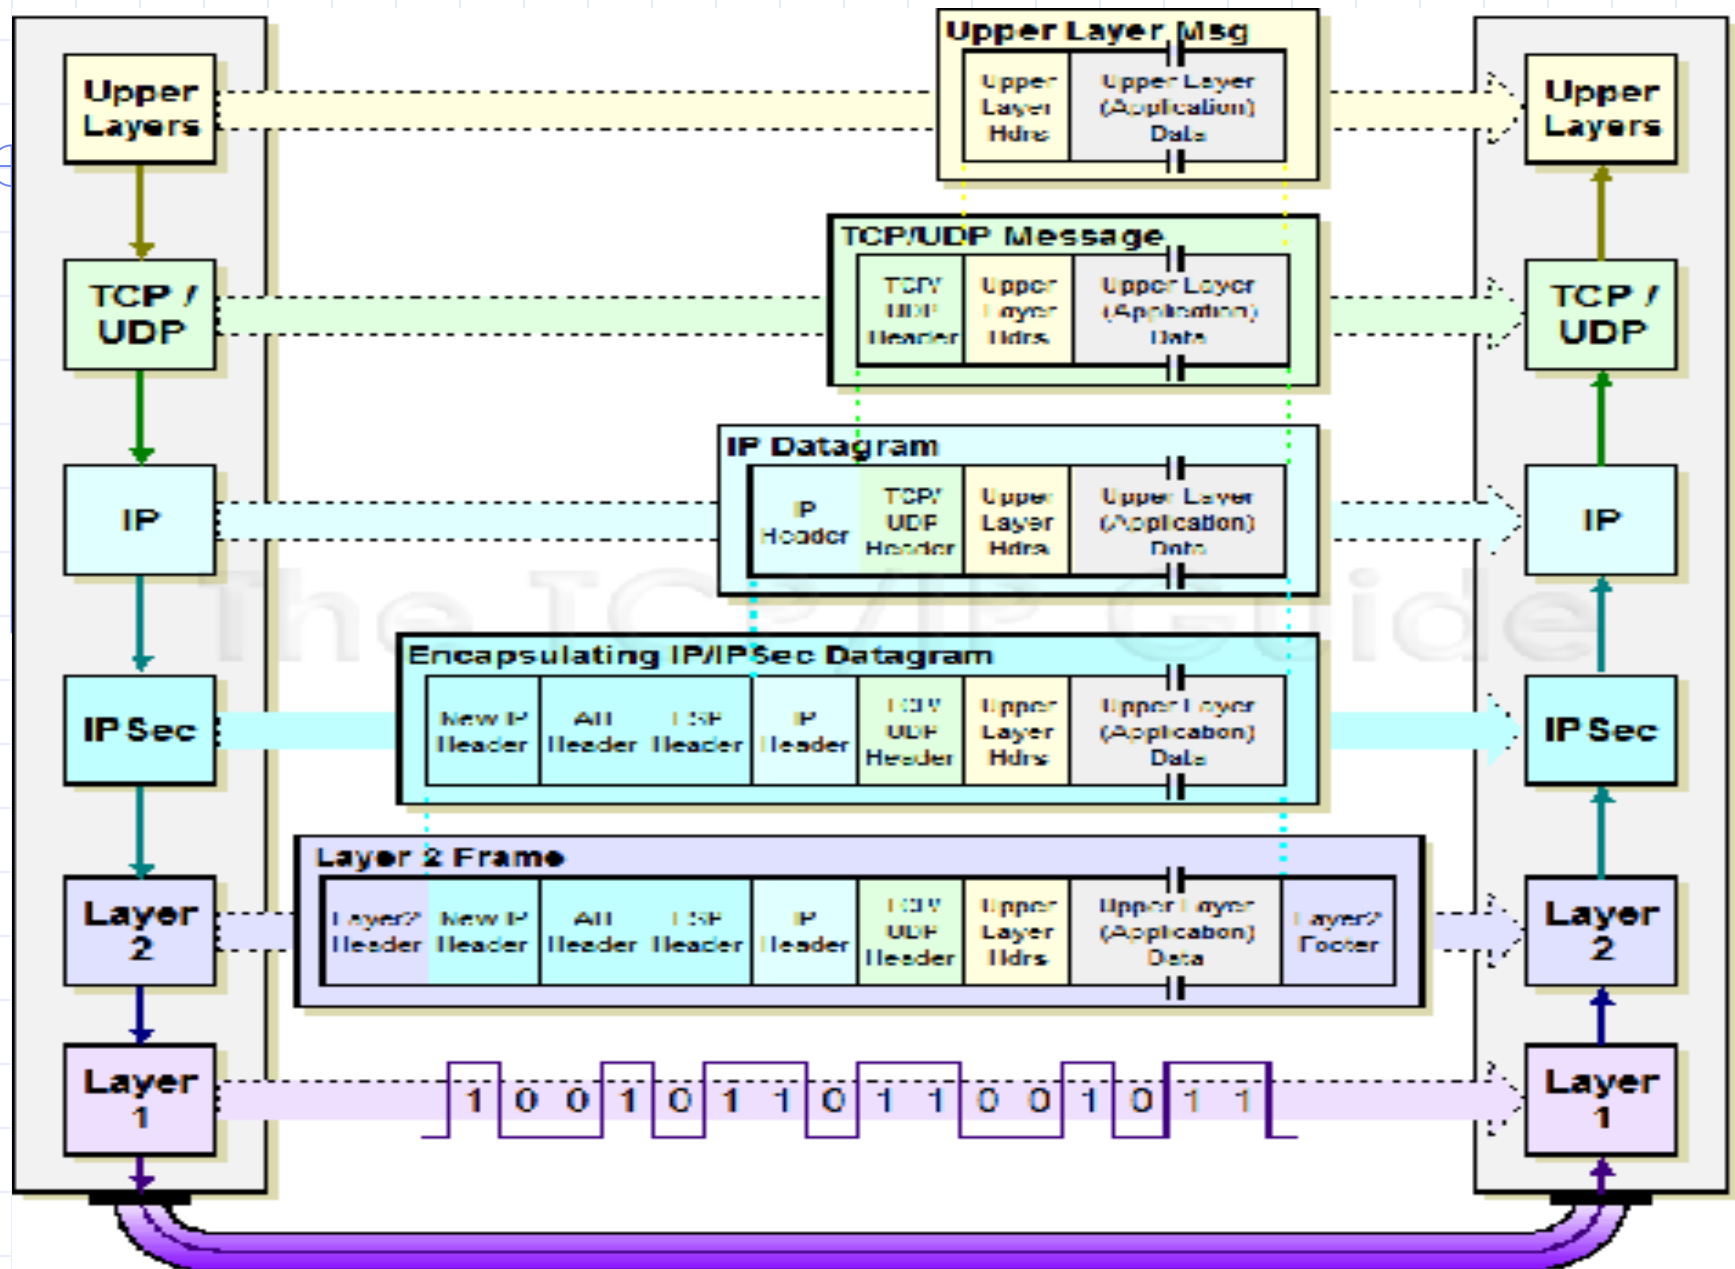 Upper Layer Msg
Upper
Layers
Upper
Layer
Hdrs
Upper Layer
(Application)
Data
Upper
Layers
TCP/UDP Message
TCP /
UDP
TCP/
UDP
Header
Upper
Layer
Hdrs
Upper Layer
(Application)
Data
TCP /
UDP
IP Datagram
IP
IP
Header
TCP/
UDP
Header
Upper
Layer
Hdrs
Upper Layer
(Application)
Data
IP
The TCP/IP Guide
Encapsulating IP/IPSec Datagram
IPSec
New IP
Header
AH
Header
ESP
Header
IP
Header
TCP/
UDP
Header
Upper
Layer
Hdrs
Upper Layer
(Application)
Data
IPSec
Layer 2 Frame
Layer
2
Layer2
Header
New IP
Header
AH
Header
ESP
Header
IP
Header
TCP/
UDP
Header
Upper
Layer
Hdrs
Upper Layer
(Application)
Data
Layer2
Footer
Layer
2
Layer
1
1 0 0 1 0 1 1 0 1 1 0 0 1 0 1 1
Layer
1